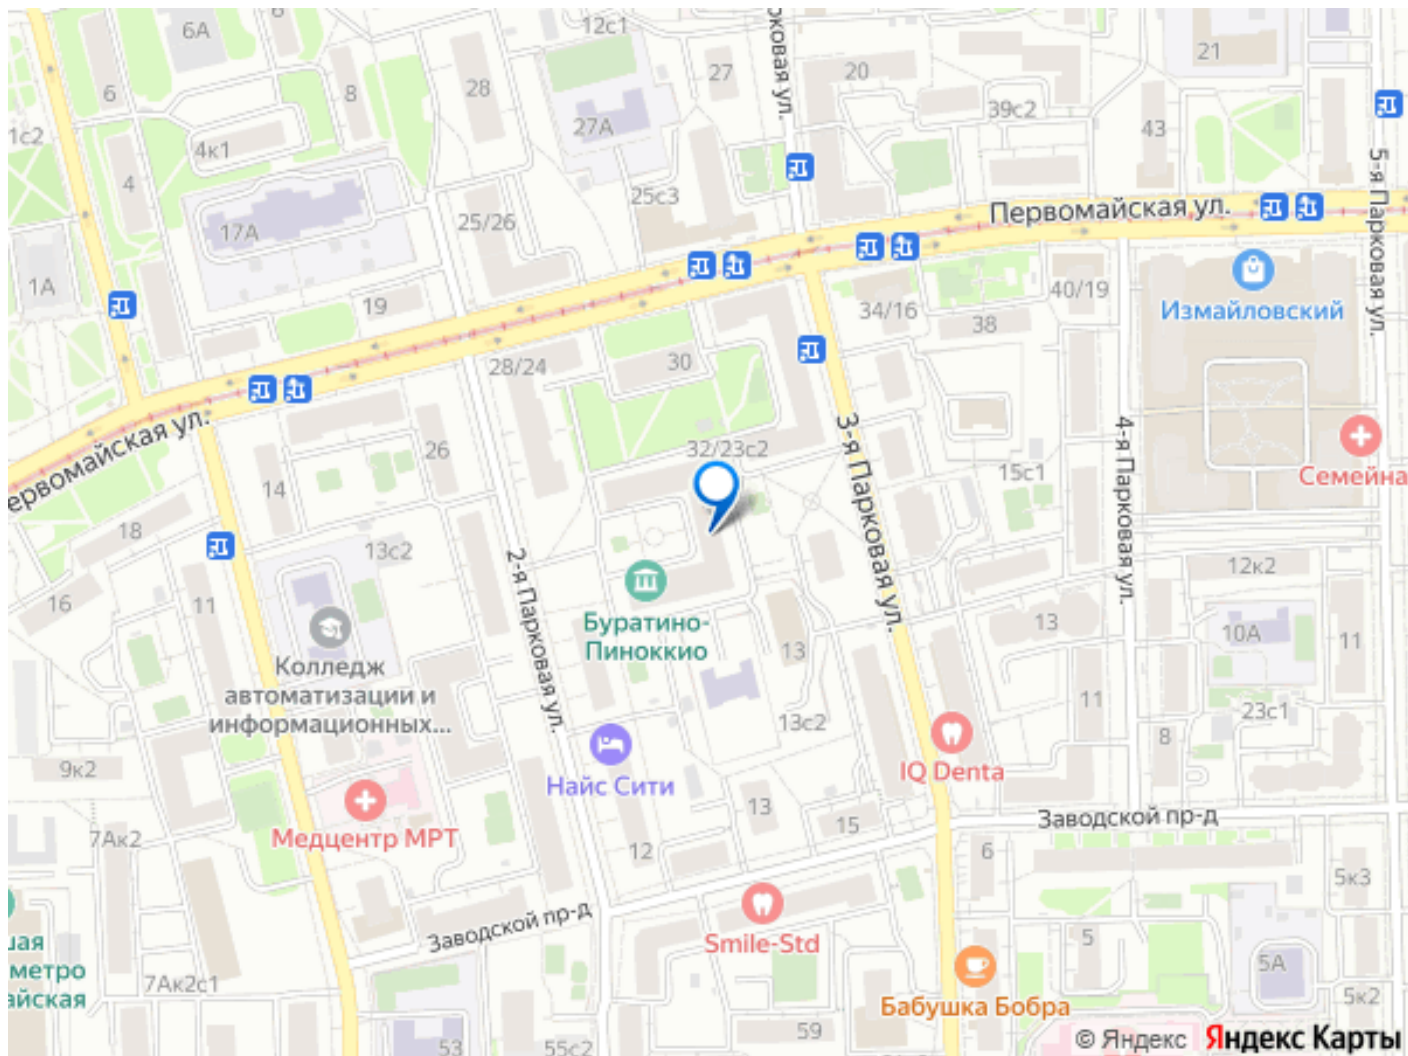 6А
6
12с1
рковая ул.
20
21
6
8
28
27
27А
39с2
43
1с2
4к1
4
25с3
5-я Парковая ул.
17А
25/26
Первомайская ул.
1А
19
34/16
38
40/19
Измайловский
28/24
30
ервомайская ул.
26
32/23с2
3-я Парковая ул.
4-я Парковая ул.
14
15с1
Семейна
18
13с2
2-я Парковая ул.
12к2
16
11
Буратино-
Пиноккио
13
13
10А
11
Колледж
автоматизации и
информационных...
13с2
11
23с1
8
9к2
Найс Сити
IQ Denta
7Ак2
Медцентр МРТ
13
15
Заводской пр-д
12
6
5к3
Заводской пр-д
Smile-Std
шая
метро
айская
5
5А
7Ак2с1
Бабушка Бобра
5к2
53
55с2
59
© Яндекс Яндекс Карты